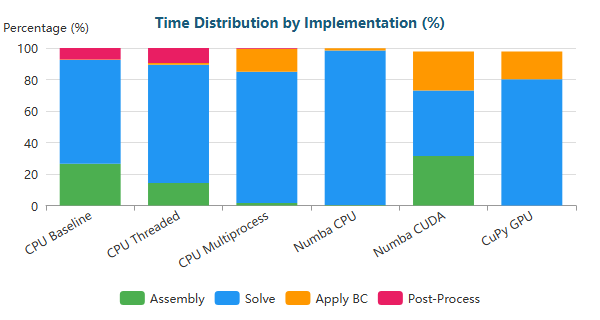 Time Distribution by Implementation (%)
Percentage (%)
100
80
60
40
20
0
CPU Baseline
CPU Threaded
CPU Multiprocess
Numba CPU
Numba CUDA
CuPy GPU
Assembly Solve Apply BC Post-Process